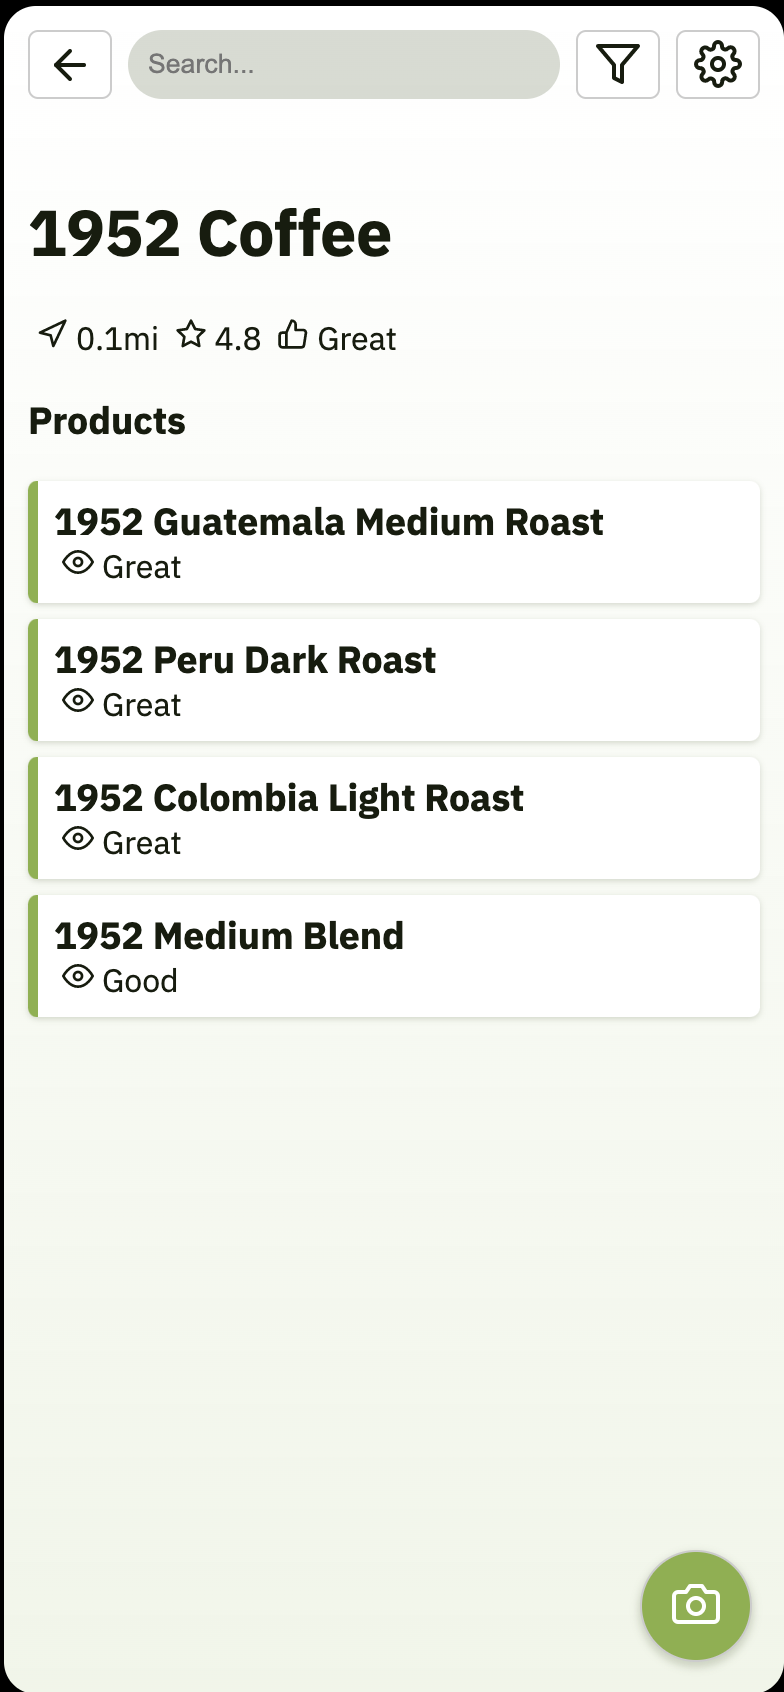 Search...
1952 Coffee
0.1mi 4.8 Great
Products
1952 Guatemala Medium Roast
Great
1952 Peru Dark Roast
Great
1952 Colombia Light Roast
Great
1952 Medium Blend
Good